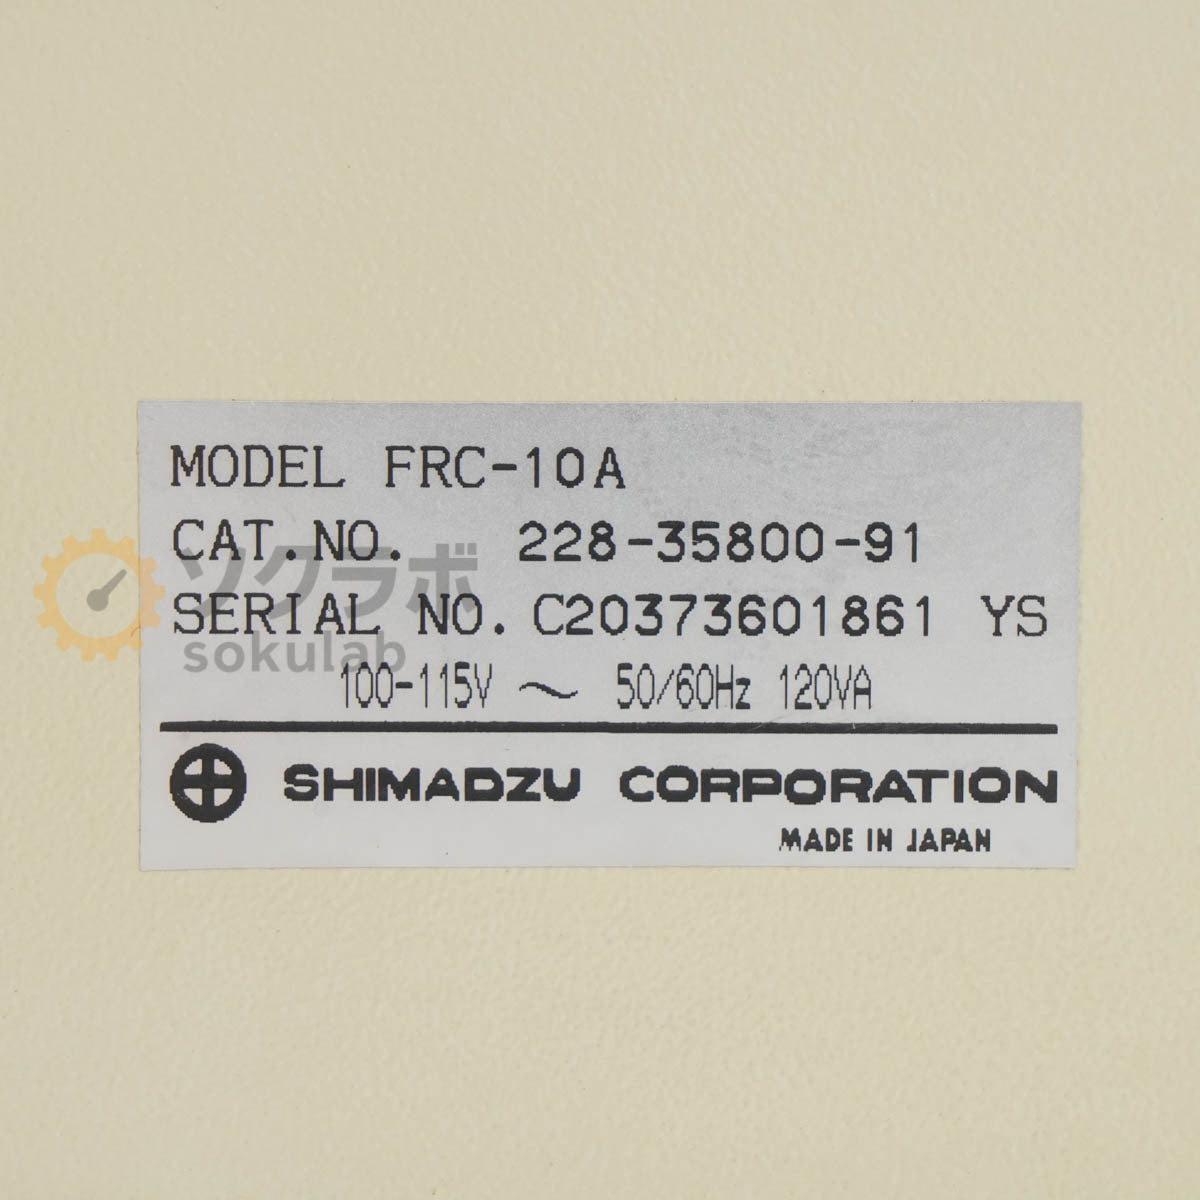 MODEL FRC-10A
CAT.NO. 228-35800-91
ソクラボ
SERIAL NO. C20373601861 YS
sokulab
100-115V ～ 50/60Hz 120VA
SHIMADZU CORPORATION
MADE IN JAPAN